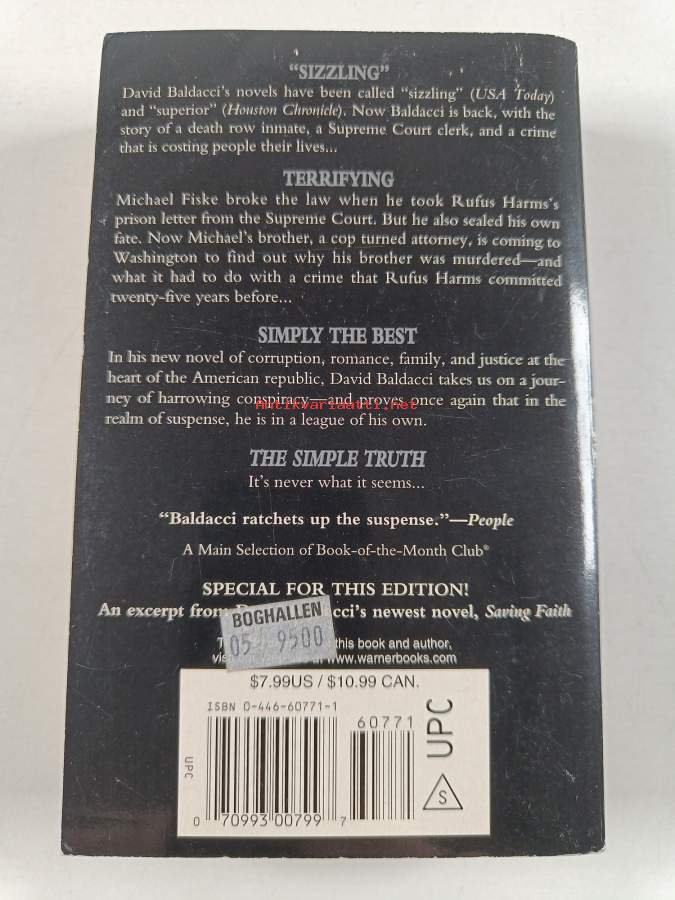 “SIZZLING”
David Baldacci's novels have been called “sizzling” (USA Today)
and “superior” (Houston Chronicle). Now Baldacci is back, with the
story of a death row inmate, a Supreme Court clerk, and a crime
that is costing people their lives...
TERRIFYING
Michael Fiske broke the law when he took Rufus Harms's
prison letter from the Supreme Court. But he also sealed his own
fate. Now Michael's brother, a cop turned attorney, is coming to
Washington to find out why his brother was murdered—and
what it had to do with a crime that Rufus Harms committed
twenty-five years before...
SIMPLY THE BEST
In his new novel of corruption, romance, family, and justice at the
heart of the American republic, David Baldacci takes us on a jour-
ney of harrowing conspiracy—and proves once again that in the
antikvariaatti.net
realm of suspense, he is in a league of his own.
THE SIMPLE TRUTH
It's never what it seems...
“Baldacci ratchets up the suspense.”—People
A Main Selection of Book-of-the-Month Club®
SPECIAL FOR THIS EDITION!
An excerpt from cci's newest novel, Saving Faith
BOGHALLEN
05 9500
this book and author,
www.warnerbooks.com
$7.99US / $10.99 CAN.
ISBN 0-446-60771-1
60771
UPC
UPC
S
0 70993 00799 7